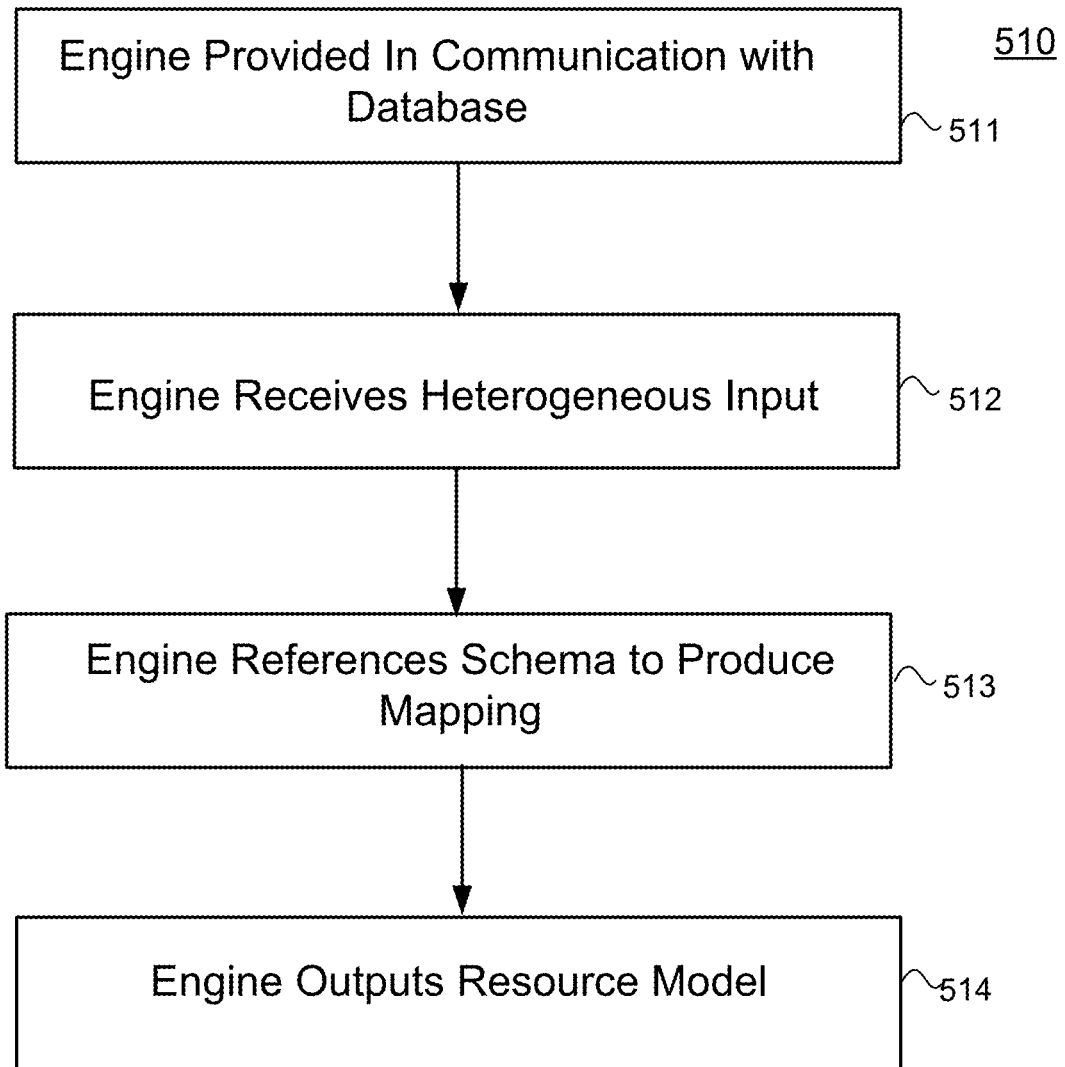 510
Engine Provided In Communication with
Database
511
Engine Receives Heterogeneous Input
512
Engine References Schema to Produce
Mapping
513
Engine Outputs Resource Model
514